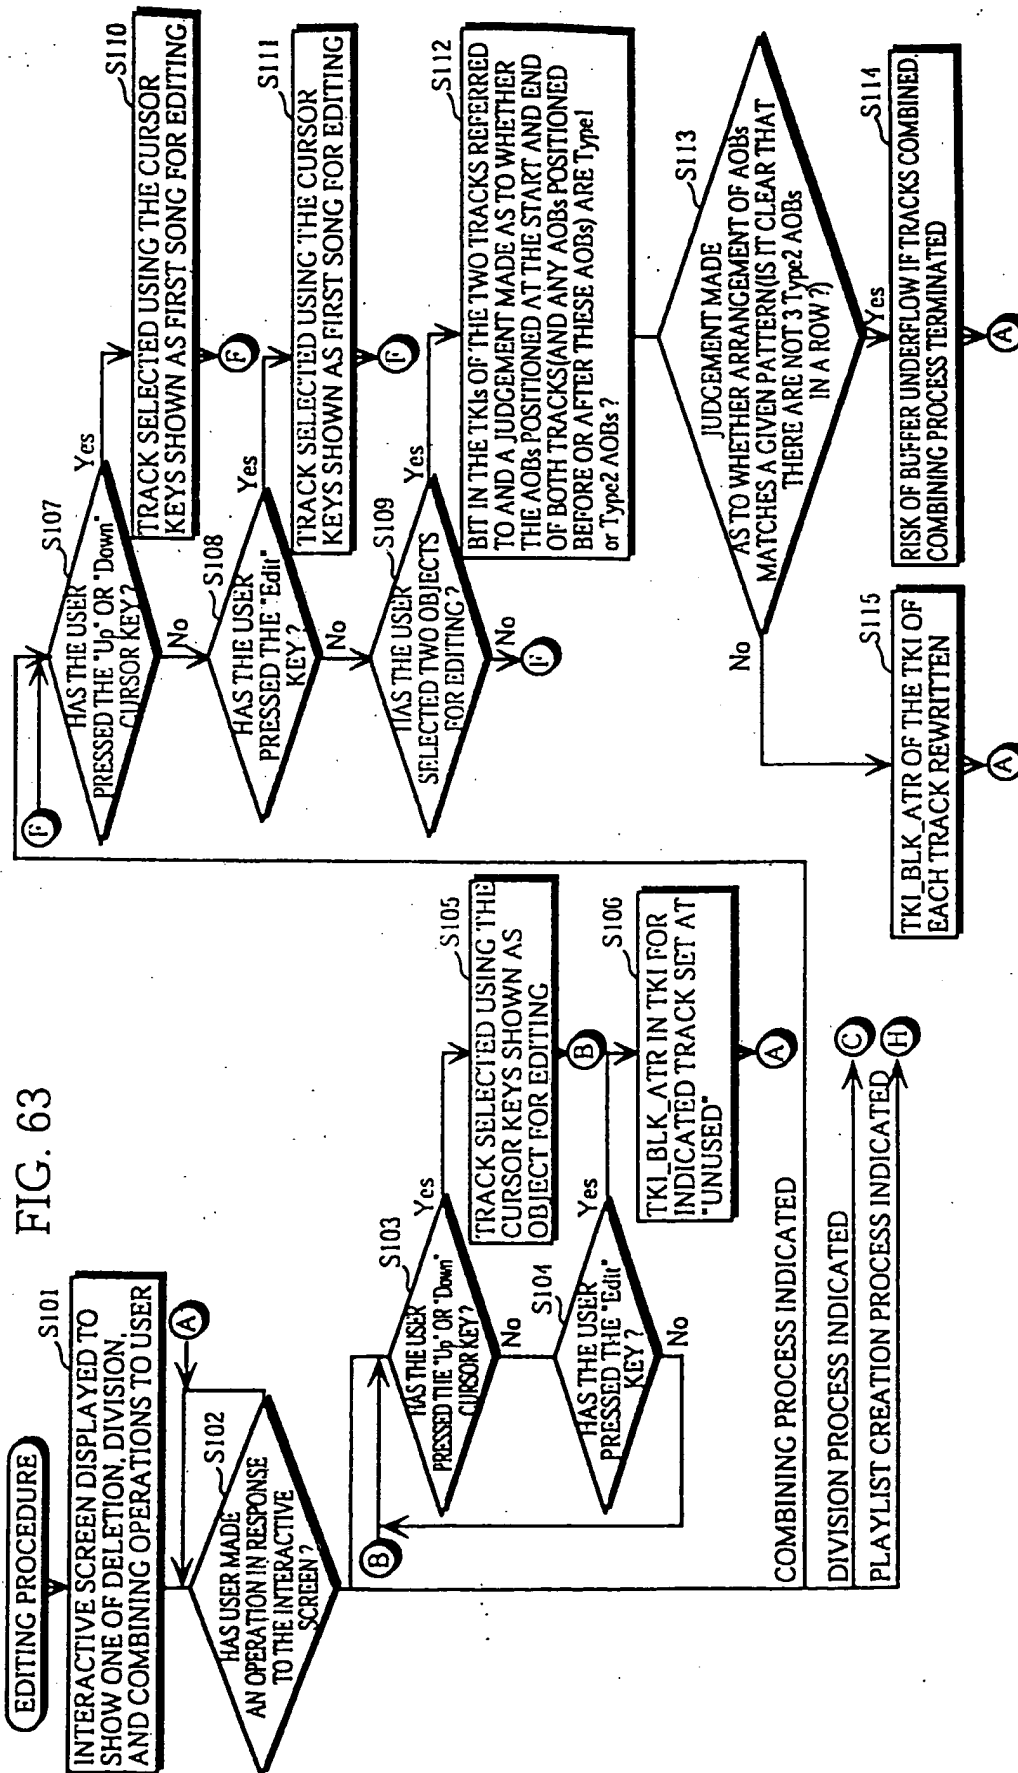 FIG. 63
EDITING PROCEDURE
S101
INTERACTIVE SCREEN DISPLAYED TO
SHOW ONE OF DELETION, DIVISION,
AND COMBINING OPERATIONS TO USER
A
S102
HAS USER MADE
AN OPERATION IN RESPONSE
TO THE INTERACTIVE
SCREEN ?
B
S103
HAS THE USER
PRESSED THE "Up" OR "Down"
CURSOR KEY?
Yes
No
S105
TRACK SELECTED USING THE
CURSOR KEYS SHOWN AS
OBJECT FOR EDITING
B
S104
HAS THE USER
PRESSED THE "Edit"
KEY ?
Yes
No
S106
TKI_BLK_ATR IN TKI FOR
INDICATED TRACK SET AT
"UNUSED"
A
COMBINING PROCESS INDICATED
DIVISION PROCESS INDICATED
C
PLAYLIST CREATION PROCESS INDICATED
H
F
S107
HAS THE USER
PRESSED THE "Up" OR "Down"
CURSOR KEY ?
Yes
No
S110
TRACK SELECTED USING THE CURSOR
KEYS SHOWN AS FIRST SONG FOR EDITING
F
S108
HAS THE USER
PRESSED THE "Edit"
KEY ?
Yes
No
S111
TRACK SELECTED USING THE CURSOR
KEYS SHOWN AS FIRST SONG FOR EDITING
F
S109
HAS THE USER
SELECTED TWO OBJECTS
FOR EDITING ?
Yes
No
F
S112
BIT IN THE TKIs OF THE TWO TRACKS REFERRED
TO AND A JUDGEMENT MADE AS TO WHETHER
THE AOBs POSITIONED AT THE START AND END
OF BOTH TRACKS(AND ANY AOBs POSITIONED
BEFORE OR AFTER THESE AOBs) ARE Type1
or Type2 AOBs ?
S113
JUDGEMENT MADE
AS TO WHETHER ARRANGEMENT OF AOBs
MATCHES A GIVEN PATTERN(IS IT CLEAR THAT
THERE ARE NOT 3 Type2 AOBs
IN A ROW ?)
Yes
No
S114
RISK OF BUFFER UNDERFLOW IF TRACKS COMBINED.
COMBINING PROCESS TERMINATED
A
S115
TKI_BLK_ATR OF THE TKI OF
EACH TRACK REWRITTEN
A